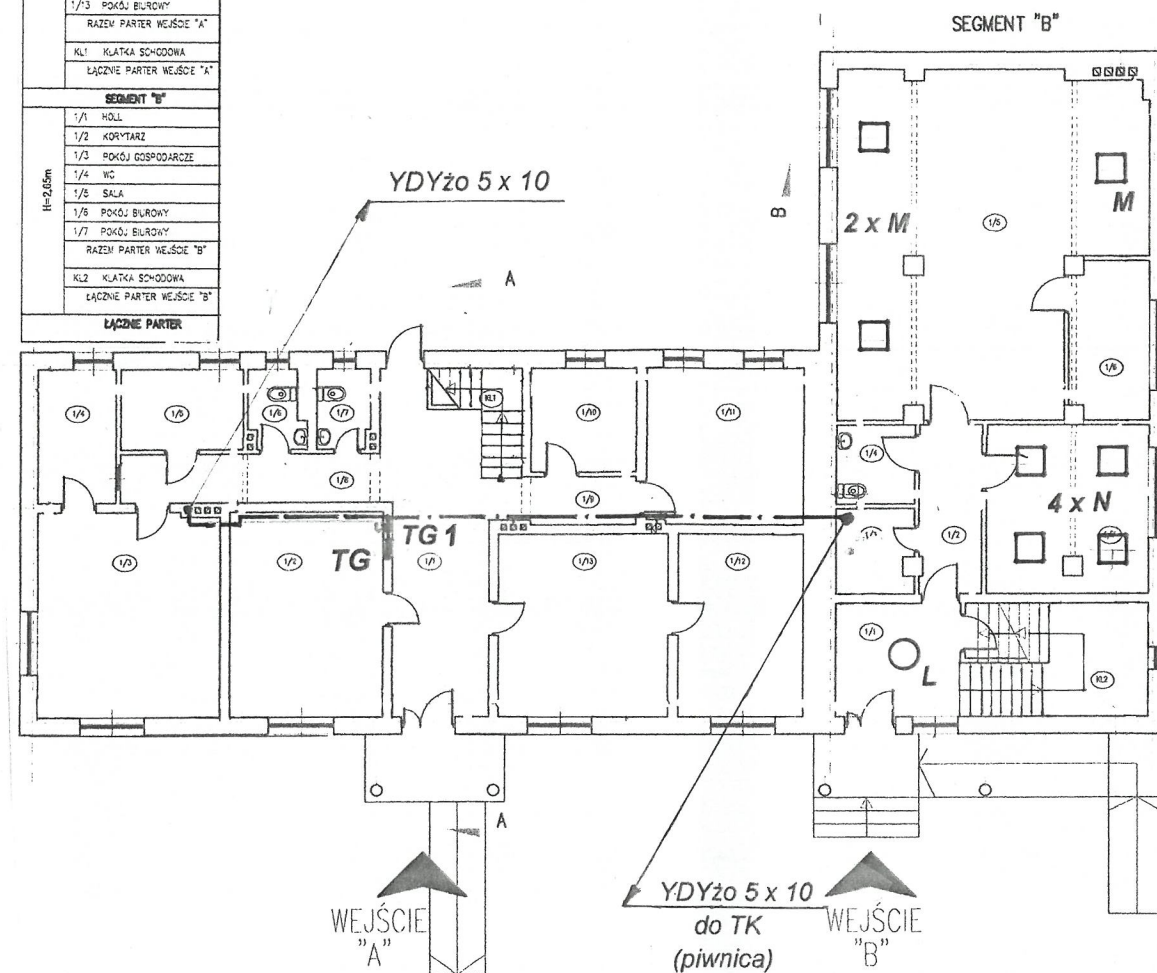 1/13 POKÓJ BIUROWY
RAZEM PARTER WEJŚCIE "A"
KL1 KLATKA SCHODOWA
ŁĄCZNIE PARTER WEJŚCIE "A"
SEGMENT "B"
H=2,65m
1/1 HOLL
1/2 KORYTARZ
1/3 POKÓJ GOSPODARCZE
1/4 WC
1/5 SALA
1/6 POKÓJ BIUROWY
1/7 POKÓJ BIUROWY
RAZEM PARTER WEJŚCIE "B"
KL2 KLATKA SCHODOWA
ŁĄCZNIE PARTER WEJŚCIE "B"
ŁĄCZNIE PARTER
SEGMENT "B"
YDYżo 5 x 10
B
2 x M
1/5
M
A
1/6
1/4
1/5
1/6
1/7
KL1
1/10
1/11
1/4
1/8
1/9
4 x N
TG 1
TG
1/3
1/2
1/1
1/13
1/12
1/2
1/1
L
KL2
A
WEJŚCIE
"A"
YDYżo 5 x 10
do TK
(piwnica)
WEJŚCIE
"B"